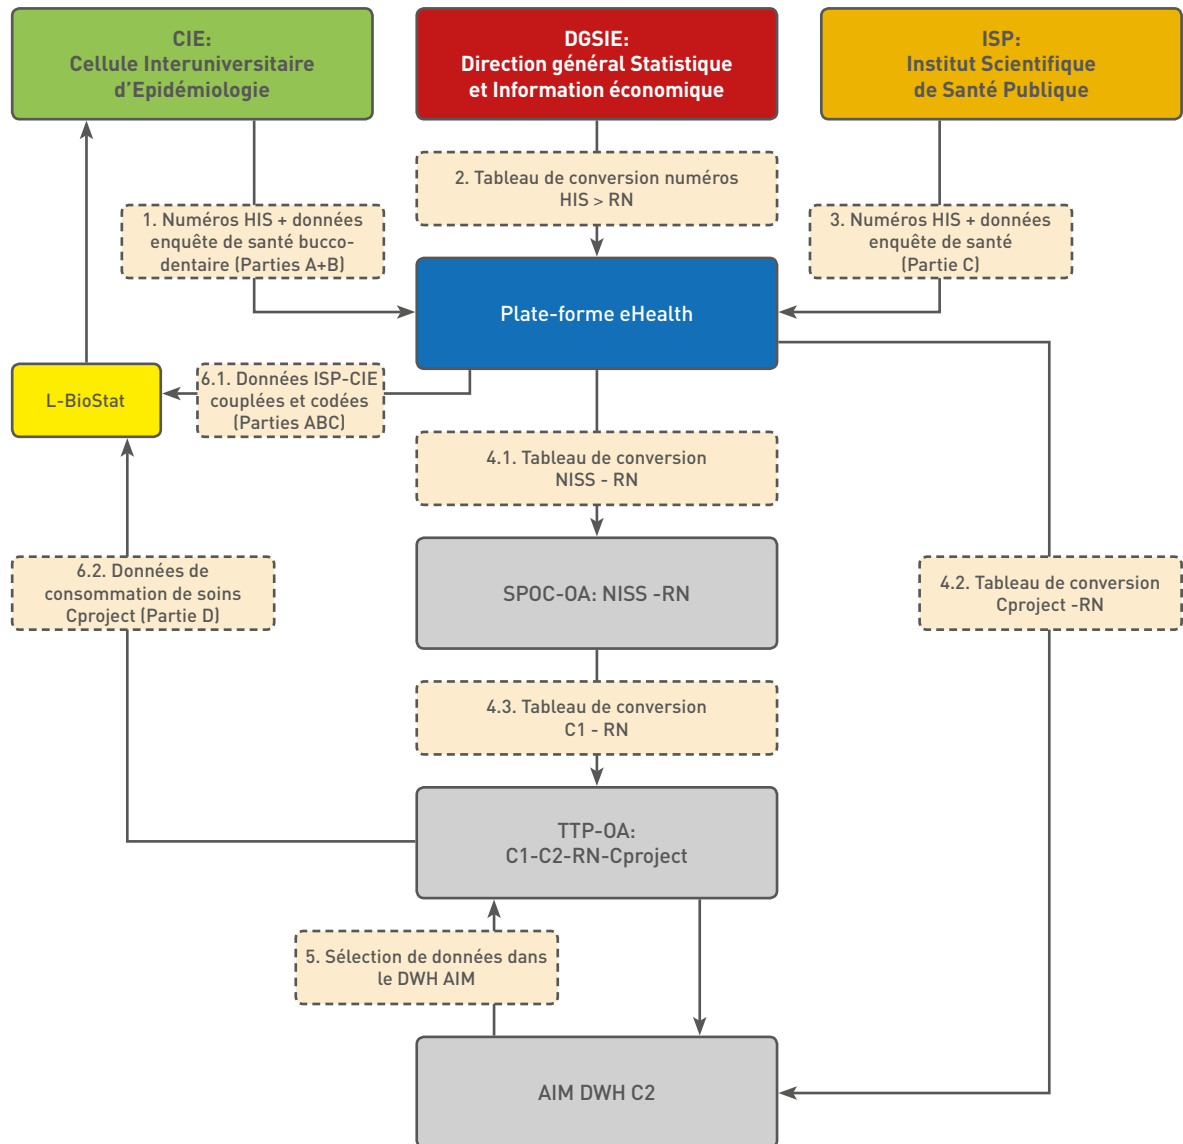 CIE:
Cellule Interuniversitaire
d'Epidémiologie
DGSIE:
Direction général Statistique
et Information économique
ISP:
Institut Scientifique
de Santé Publique
1. Numéros HIS + données
enquête de santé bucco-
dentaire (Parties A+B)
2. Tableau de conversion numéros
HIS > RN
3. Numéros HIS + données
enquête de santé
(Partie C)
Plate-forme eHealth
L-BioStat
6.1. Données ISP-CIE
couplées et codées
(Parties ABC)
4.1. Tableau de conversion
NISS - RN
6.2. Données de
consommation de soins
Cproject (Partie D)
SPOC-OA: NISS -RN
4.2. Tableau de conversion
Cproject -RN
4.3. Tableau de conversion
C1 - RN
TTP-OA:
C1-C2-RN-Cproject
5. Sélection de données dans
le DWH AIM
AIM DWH C2